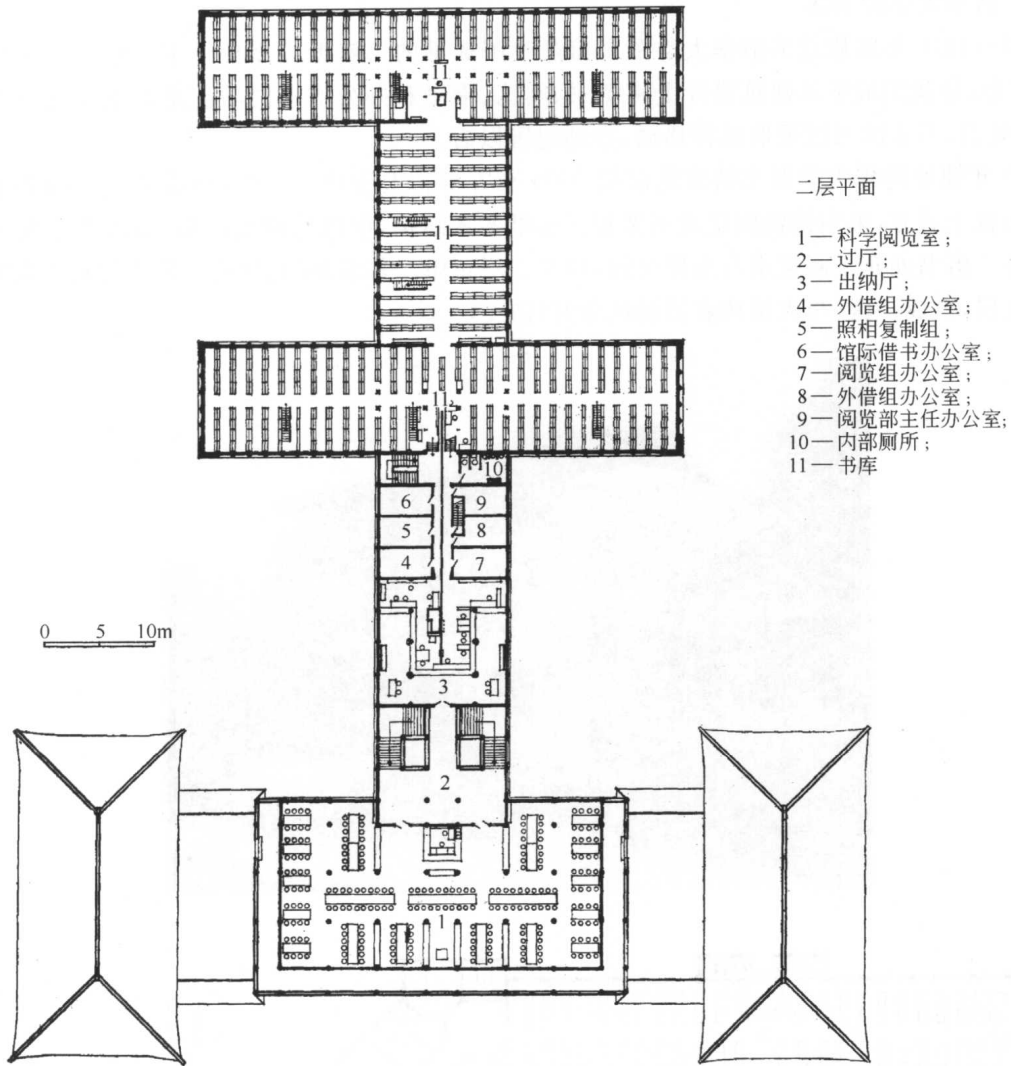 11
二层平面
11
1—科学阅览室；
2—过厅；
3—出纳厅；
4—外借组办公室；
5—照相复制组；
6—馆际借书办公室；
7—阅览组办公室；
8—外借组办公室；
9—阅览部主任办公室；
10—内部厕所；
11—书库
11
10
6 9
5 8
4 7
0 5 10m
3
2
1